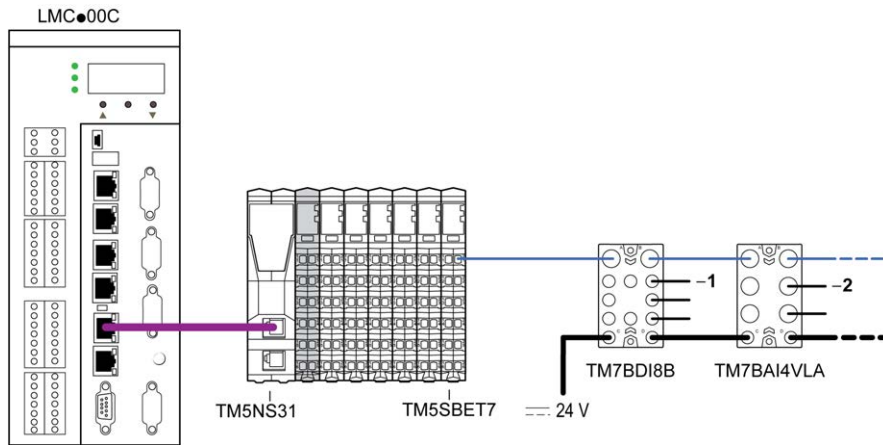 LMC●00C
–1
–2
TM7BDI8B
TM7BAI4VLA
TM5NS31
TM5SBET7
24 V